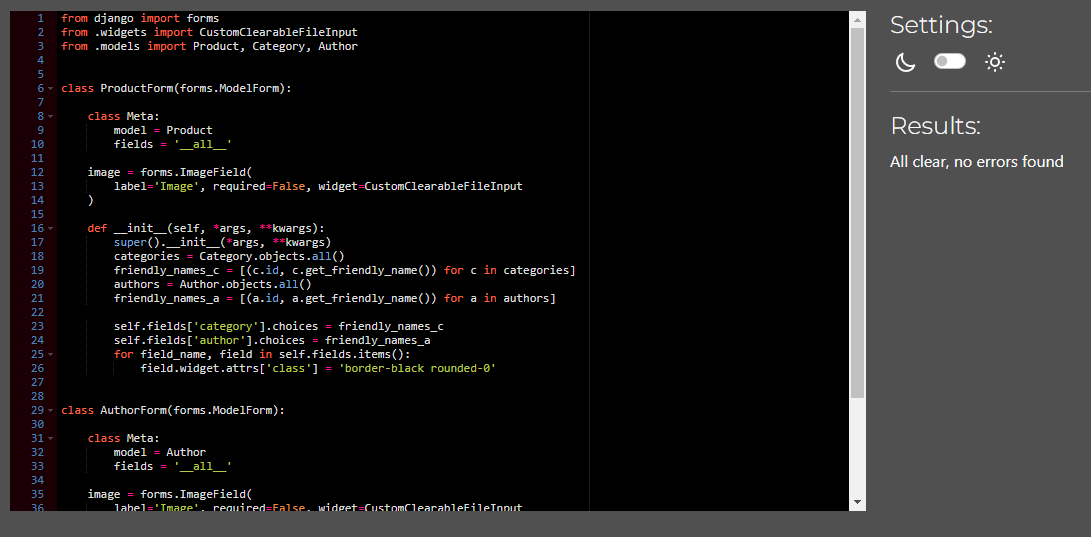 1 from django import forms
2 from .widgets import CustomClearableFileInput
3 from .models import Product, Category, Author
4
5
6 class ProductForm(forms.ModelForm):
7
8     class Meta:
9         model = Product
10         fields = '__all__'
11
12     image = forms.ImageField(
13         label='Image', required=False, widget=CustomClearableFileInput
14     )
15
16     def __init__(self, *args, **kwargs):
17         super().__init__(*args, **kwargs)
18         categories = Category.objects.all()
19         friendly_names_c = [(c.id, c.get_friendly_name()) for c in categories]
20         authors = Author.objects.all()
21         friendly_names_a = [(a.id, a.get_friendly_name()) for a in authors]
22
23         self.fields['category'].choices = friendly_names_c
24         self.fields['author'].choices = friendly_names_a
25         for field_name, field in self.fields.items():
26             field.widget.attrs['class'] = 'border-black rounded-0'
27
28
29 class AuthorForm(forms.ModelForm):
30
31     class Meta:
32         model = Author
33         fields = '__all__'
34
35     image = forms.ImageField(
36         label='Image', required=False, widget=CustomClearableFileInput
Settings:
Results:
All clear, no errors found